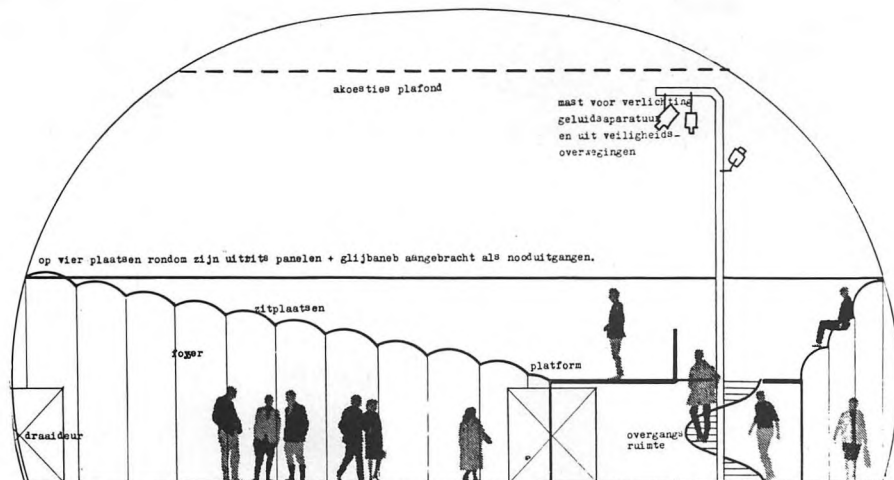 akoesties plafond
mast voor verlichting
geluidsaparatuur
en uit veiligheids-
overwegingen
op vier plaatsen rondom zijn uitrits panelen + glijbaneb aangebracht als nooduitgangen.
zitplaatsen
foyer
platform
draaideur
overgangs
ruimte